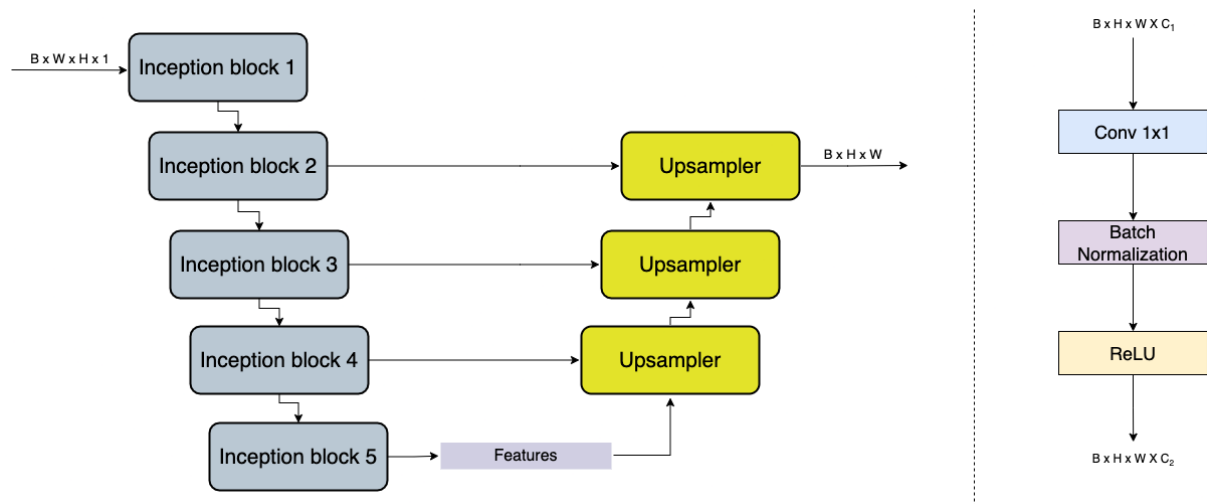 B x W x H x 1
Inception block 1
Inception block 2
Upsampler
B x H x W
Inception block 3
Upsampler
Inception block 4
Upsampler
Inception block 5
Features
B x H x W X C₁
Conv 1x1
Batch
Normalization
ReLU
B x H x W X C₂